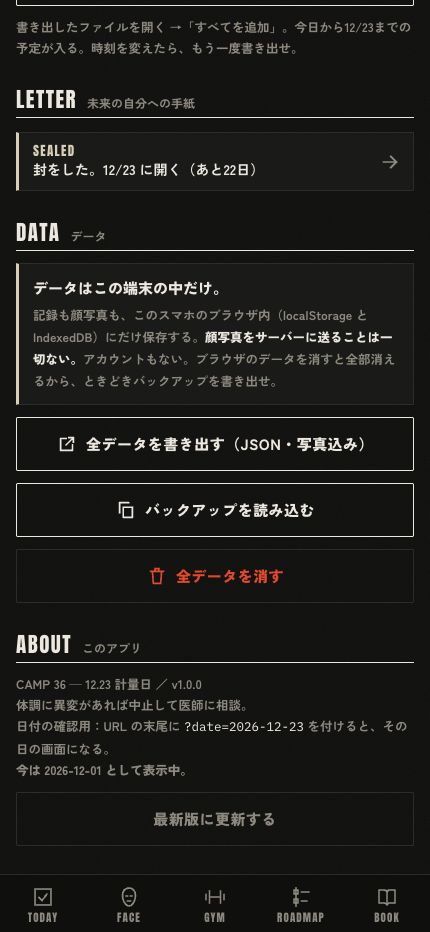 書き出したファイルを開く →「すべてを追加」。今日から12/23までの
予定が入る。時刻を変えたら、もう一度書き出せ。
LETTER 未来の自分への手紙
SEALED
封をした。12/23 に開く（あと22日）
DATA データ
データはこの端末の中だけ。
記録も顔写真も、このスマホのブラウザ内（localStorage と
IndexedDB）にだけ保存する。顔写真をサーバーに送ることは一
切ない。アカウントもない。ブラウザのデータを消すと全部消え
るから、ときどきバックアップを書き出せ。
全データを書き出す（JSON・写真込み）
バックアップを読み込む
全データを消す
ABOUT このアプリ
CAMP 36 — 12.23 計量日 ／ v1.0.0
体調に異変があれば中止して医師に相談。
日付の確認用：URL の末尾に ?date=2026-12-23 を付けると、その
日の画面になる。
今は 2026-12-01 として表示中。
最新版に更新する
TODAY FACE GYM ROADMAP BOOK